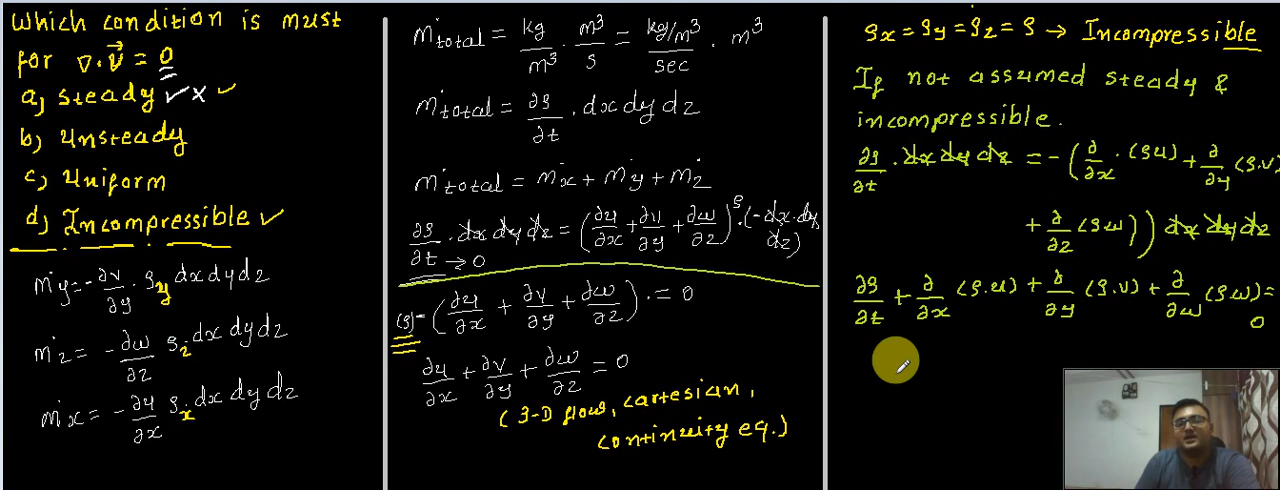 Which condition is must
for ∇.v⃗ = 0
a) steady ✓ x ✓
b) Unsteady
c) Uniform
d) Incompressible ✓
ṁy = -∂v/∂y . ρy dx dy dz
ṁz = -∂w/∂z ρz dx dy dz
ṁx = -∂u/∂x ρx dx dy dz
ṁtotal = kg/m³ . m³/s = kg/m³/sec . m³
ṁtotal = ∂ρ/∂t . dx dy dz
ṁtotal = ṁx + ṁy + ṁz
∂ρ/∂t . dx dy dz = (∂u/∂x + ∂v/∂y + ∂w/∂z) ρ . (-dx.dy dz)
∂t → 0
(ρ) - (∂u/∂x + ∂v/∂y + ∂w/∂z) . = 0
∂u/∂x + ∂v/∂y + ∂w/∂z = 0
(3-D flow, cartesian,
continuity eq.)
ρx = ρy = ρz = ρ → Incompressible
If not assumed steady &
incompressible.
∂ρ/∂t . dx dy dz = -(∂/∂x . (ρu) + ∂/∂y (ρ.v)
+ ∂/∂z (ρw)) dx dy dz
∂ρ/∂t + ∂/∂x (ρ.u) + ∂/∂y (ρ.v) + ∂/∂w (ρw) =
0